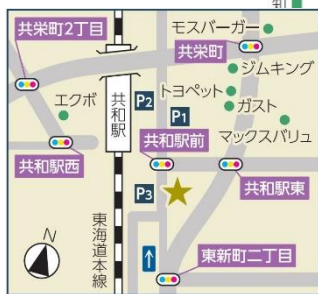 共栄町2丁目
モスバーガー
共栄町
ジムキング
トヨペット
ガスト
マックスバリュ
エクボ
共和駅
P2
P1
共和駅前
共和駅西
共和駅東
P3
東海道本線
東新町二丁目
N